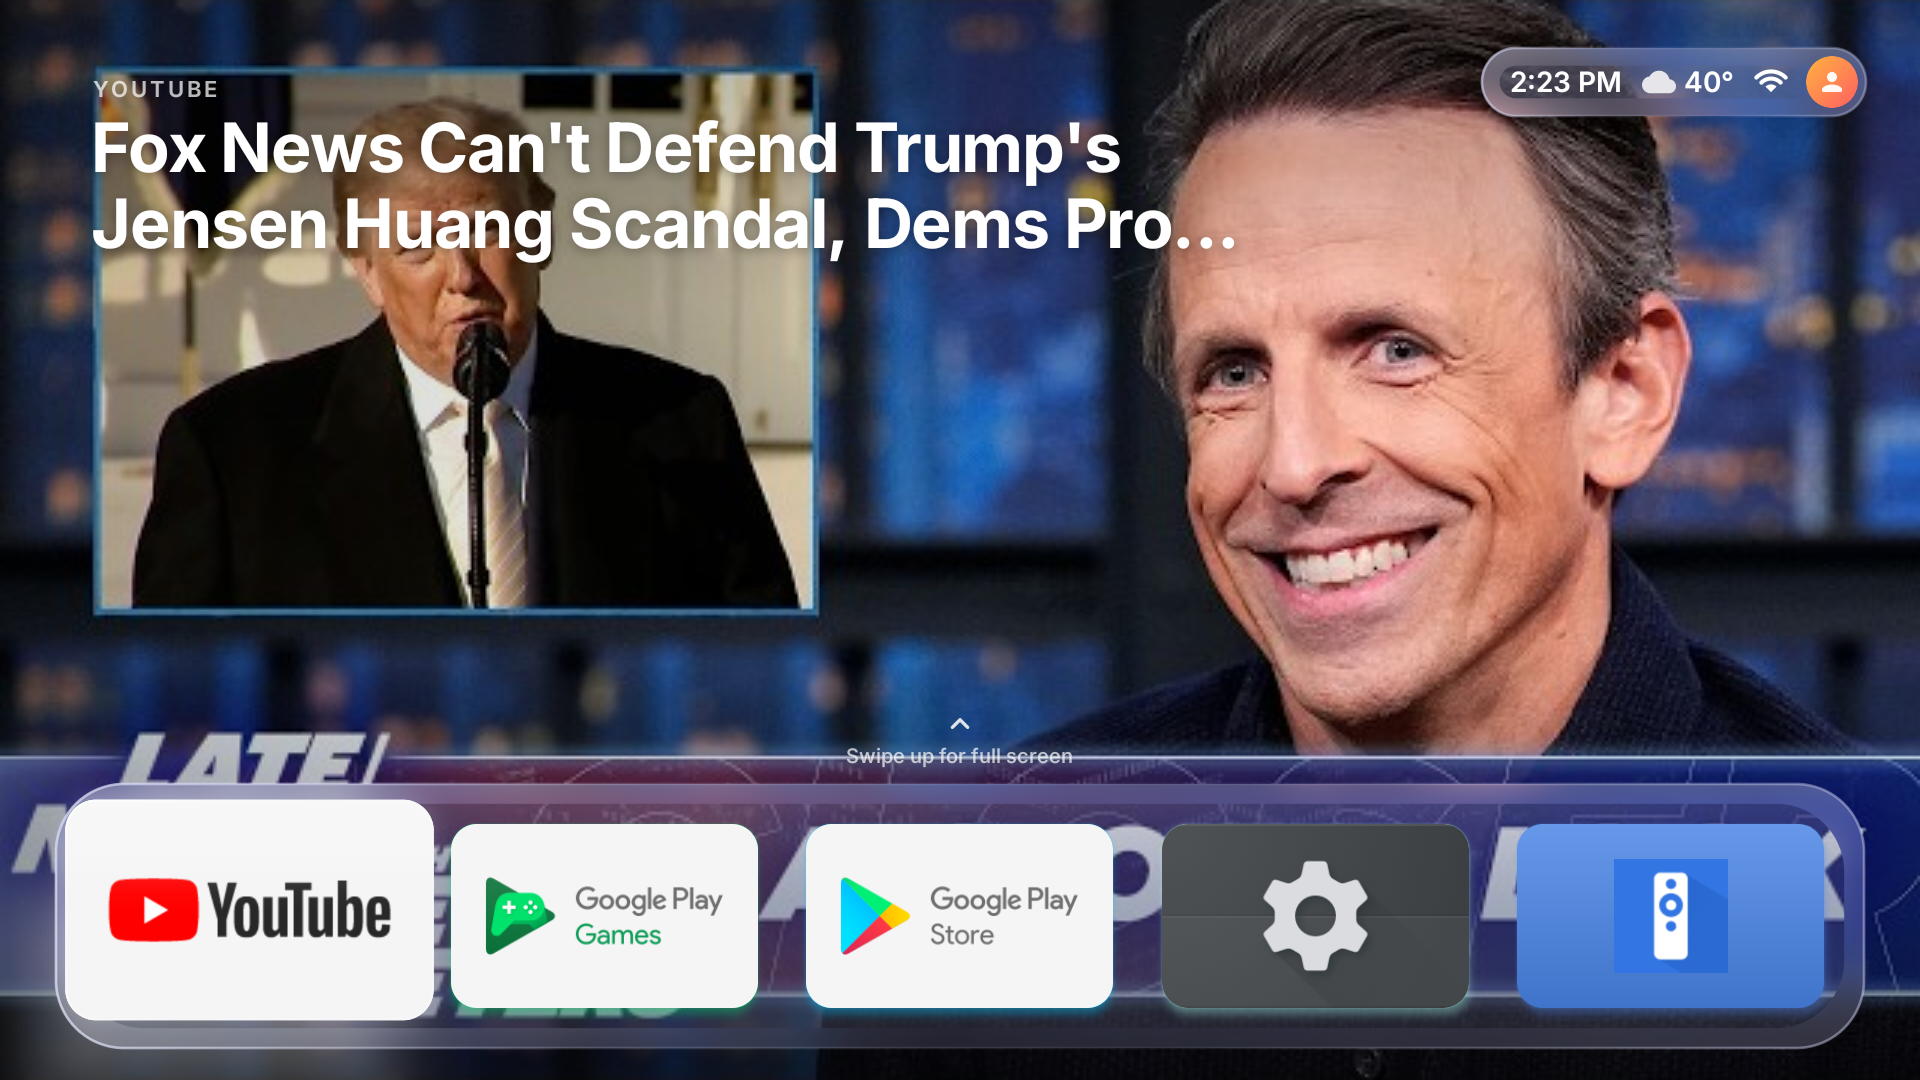 YOUTUBE
2:23 PM 40°
Fox News Can't Defend Trump's
Jensen Huang Scandal, Dems Pro...
LATE
Swipe up for full screen
YouTube
Google Play
Games
Google Play
Store